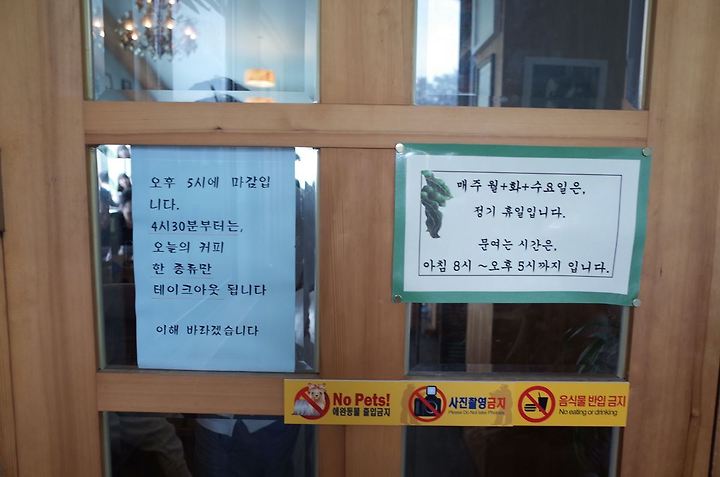 오후 5시에 마감입
니다.
4시30분부터는,
오늘의 커피
한 종류만
테이크아웃 됩니다
이해 바라겠습니다
매주 월+화+수요일은,
정기 휴일입니다.
문여는 시간은,
아침 8시 ~오후 5시까지 입니다.
No Pets!
애완동물 출입금지
사진촬영금지
Please Do Not take Photos
음식물 반입 금지
No eating or drinking